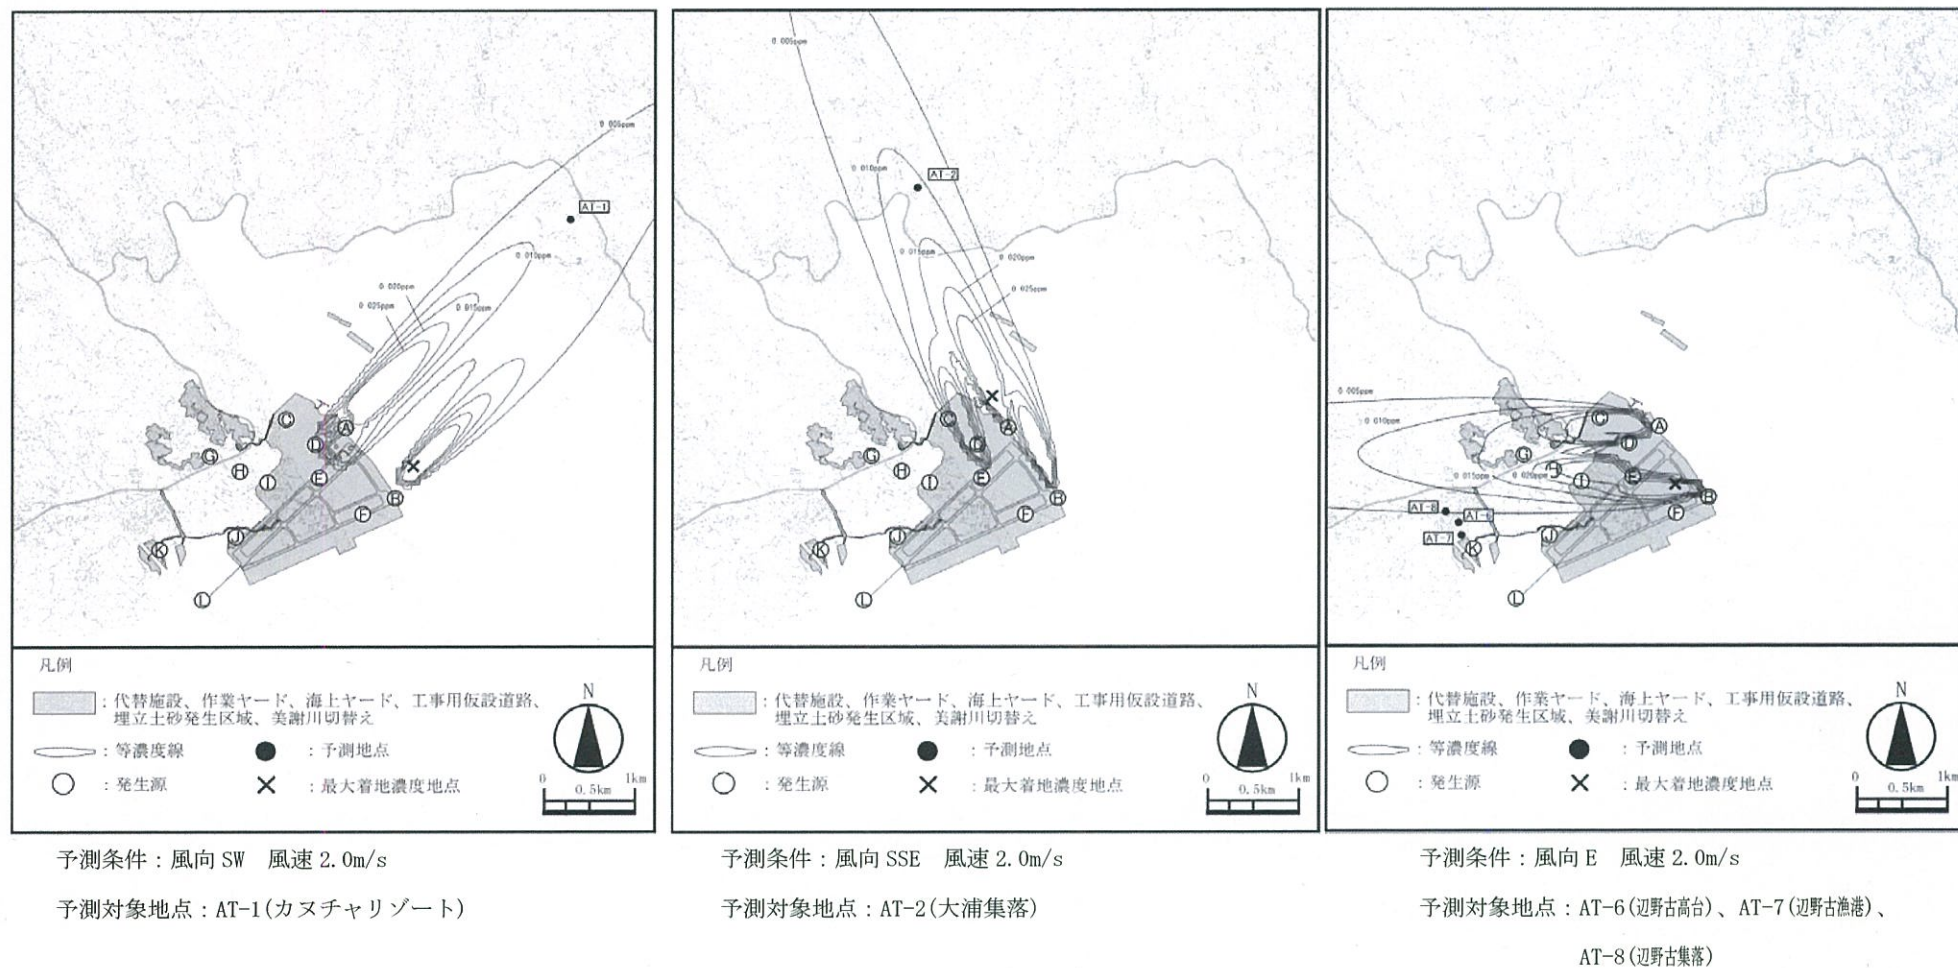 0.005ppm
AT-1
0.010ppm
0.020ppm
0.025ppm
0.015ppm
C
A
D
G
H
I
E
B
F
J
K
L
凡例
：代替施設、作業ヤード、海上ヤード、工事用仮設道路、
埋立土砂発生区域、美謝川切替え
：等濃度線
：予測地点
：発生源
：最大着地濃度地点
N
0
1km
0.5km
予測条件：風向 SW 風速 2.0m/s
予測対象地点：AT-1(カヌチャリゾート)
0.005ppm
0.010ppm
AT-2
0.015ppm
0.020ppm
0.025ppm
C
A
D
G
H
I
E
B
F
J
K
L
凡例
：代替施設、作業ヤード、海上ヤード、工事用仮設道路、
埋立土砂発生区域、美謝川切替え
：等濃度線
：予測地点
：発生源
：最大着地濃度地点
N
0
1km
0.5km
予測条件：風向 SSE 風速 2.0m/s
予測対象地点：AT-2(大浦集落)
0.005ppm
0.010ppm
C
A
D
G
0.015ppm
0.020ppm
I
E
B
AT-8
AT-6
F
AT-7
K
J
L
凡例
：代替施設、作業ヤード、海上ヤード、工事用仮設道路、
埋立土砂発生区域、美謝川切替え
：等濃度線
：予測地点
：発生源
：最大着地濃度地点
N
0
1km
0.5km
予測条件：風向 E 風速 2.0m/s
予測対象地点：AT-6(辺野古高台)、AT-7(辺野古漁港)、
AT-8(辺野古集落)